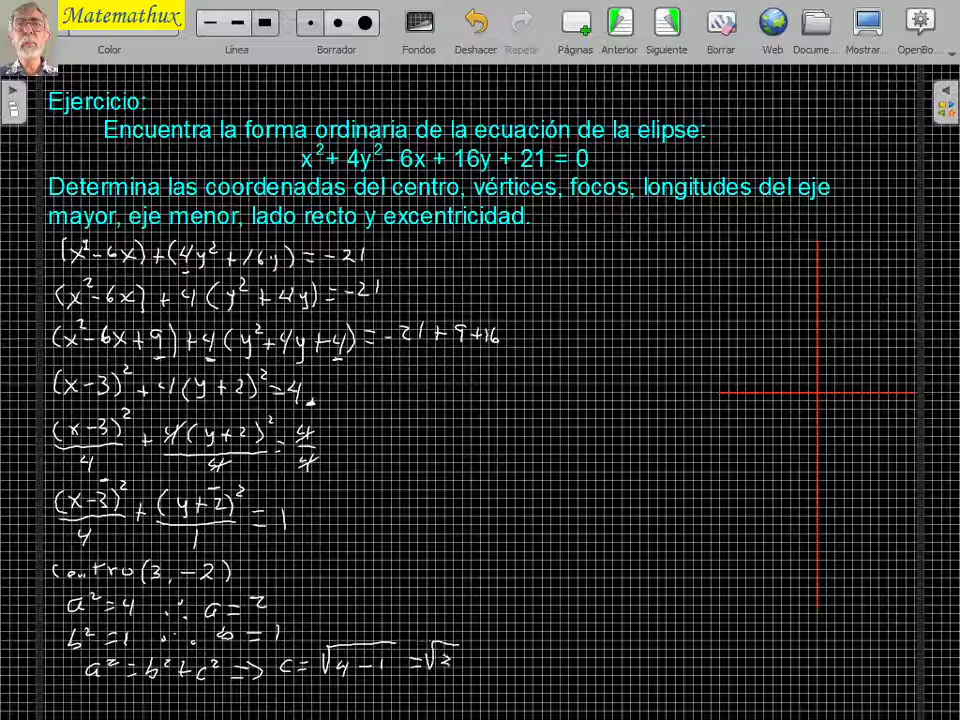 Matemathux
Color Línea Borrador Fondos Deshacer Repetir Páginas Anterior Siguiente Borrar Web Docume... Mostrar... OpenBo...
Ejercicio:
Encuentra la forma ordinaria de la ecuación de la elipse:
x² + 4y² - 6x + 16y + 21 = 0
Determina las coordenadas del centro, vértices, focos, longitudes del eje
mayor, eje menor, lado recto y excentricidad.
(x² - 6x) + (4y² + 16y) = -21
(x² - 6x) + 4 (y² + 4y) = -21
(x² - 6x + 9) + 4 (y² + 4y + 4) = -21 + 9 + 16
(x - 3)² + 4 (y + 2)² = 4
(x - 3)²/4 + 4(y + 2)²/4 = 4/4
(x - 3)²/4 + (y + 2)²/1 = 1
Centro (3, -2)
a² = 4 ∴ a = 2
b² = 1 ∴ b = 1
a² = b² + c² => c = √4 - 1 = √3